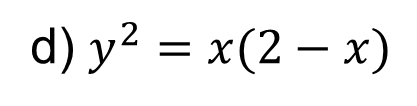 d) y² = x(2 − x)